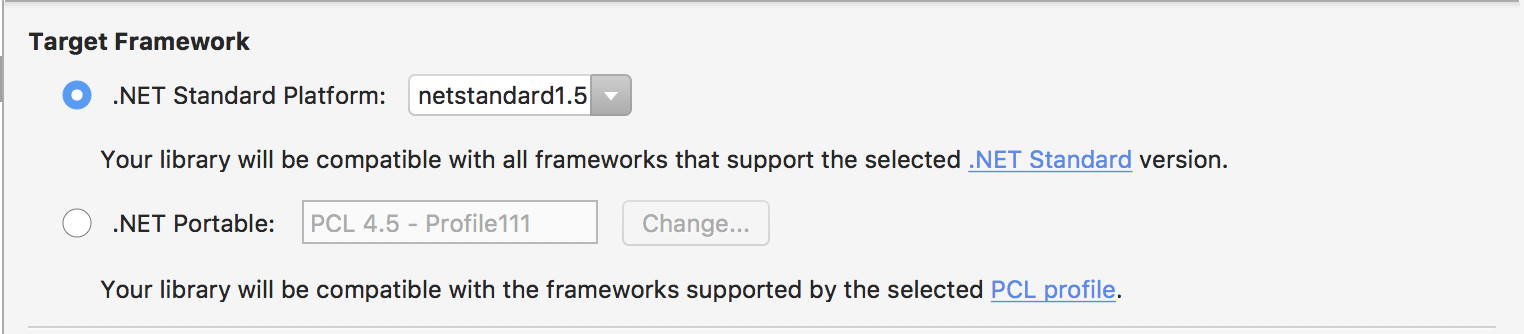 Target Framework
.NET Standard Platform: netstandard1.5
Your library will be compatible with all frameworks that support the selected .NET Standard version.
.NET Portable: PCL 4.5 - Profile111 Change...
Your library will be compatible with the frameworks supported by the selected PCL profile.